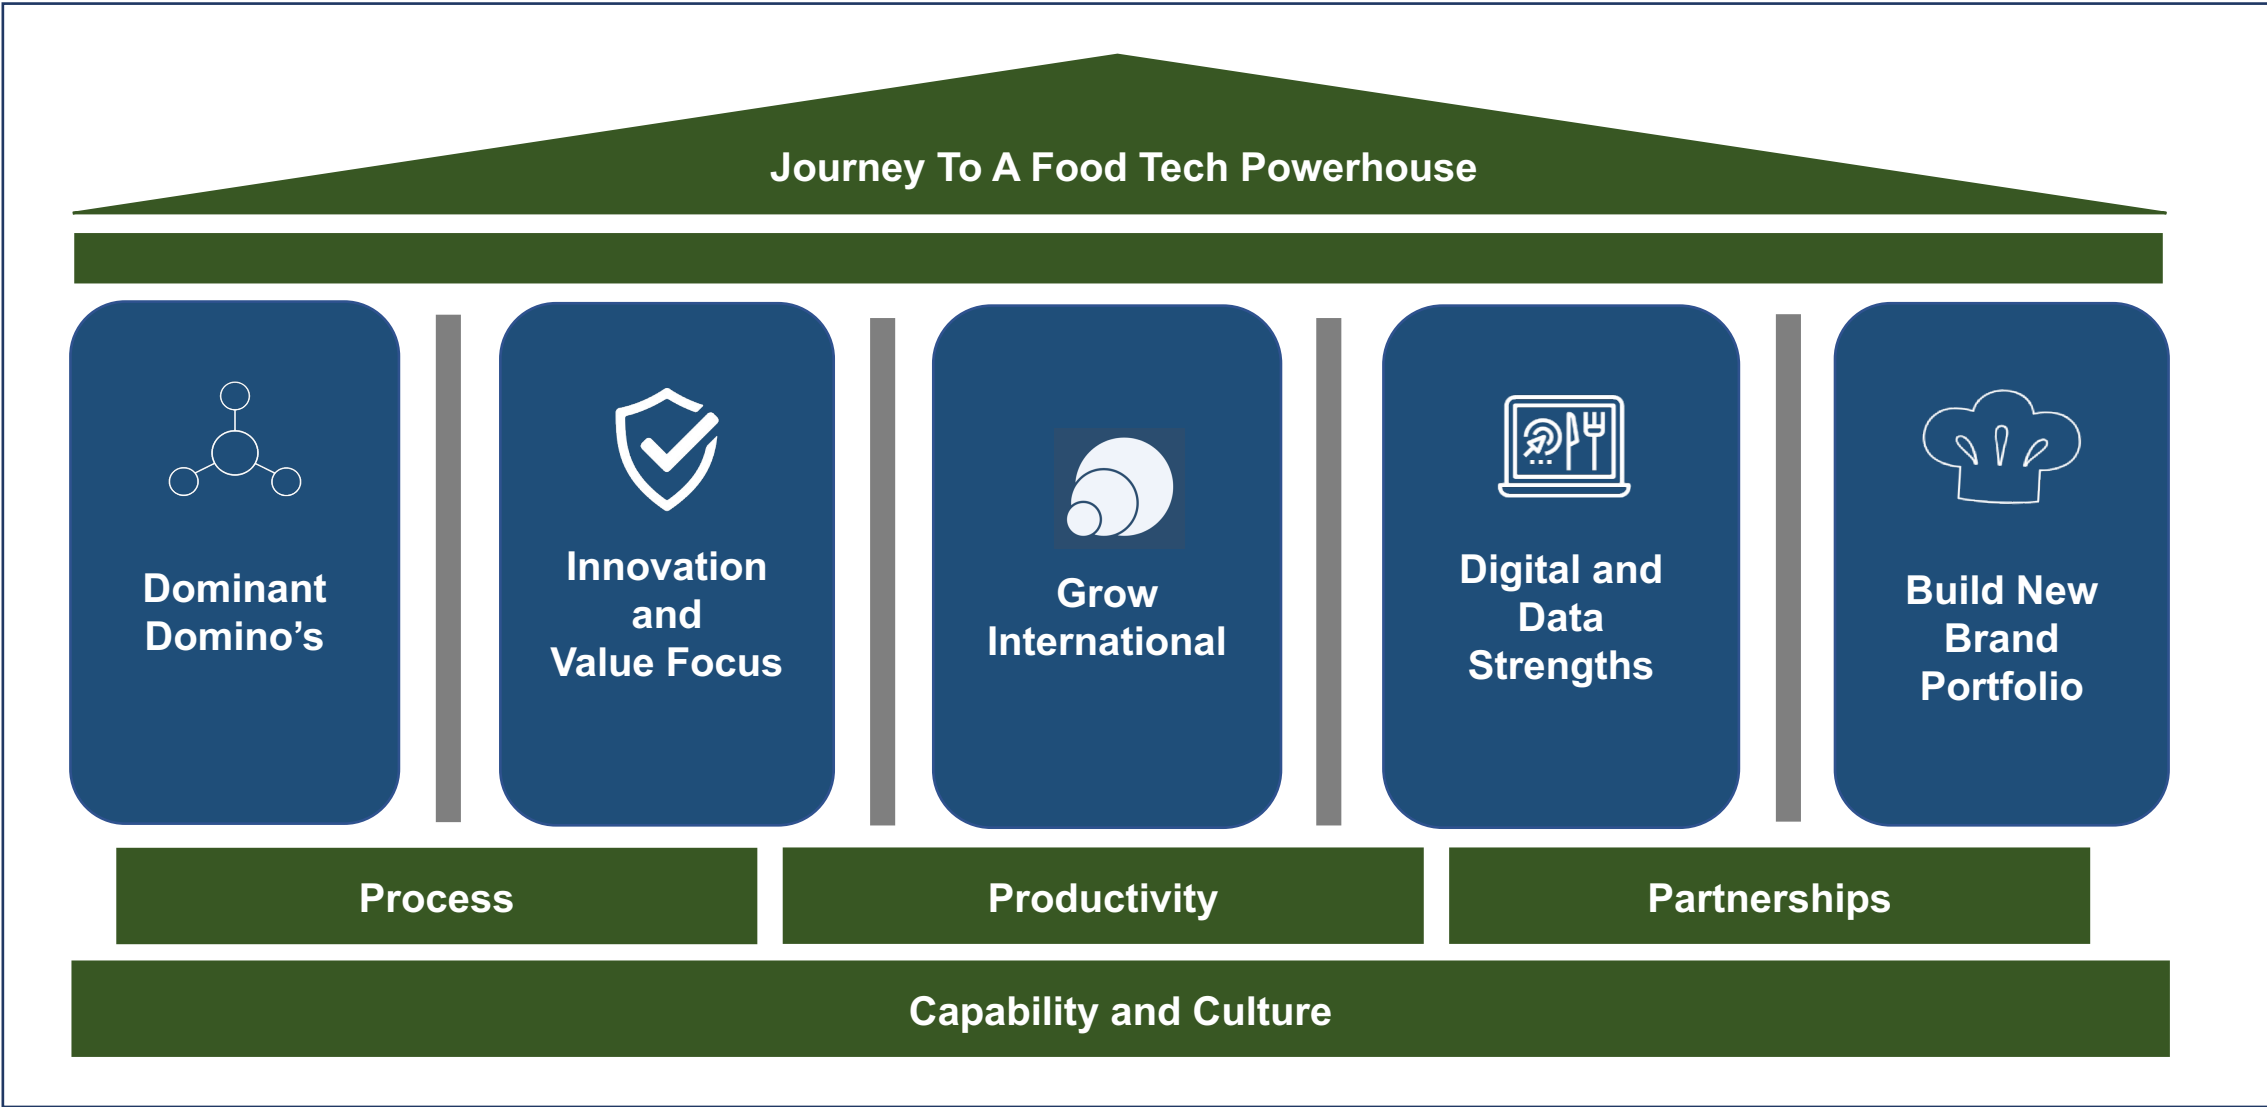 Journey To A Food Tech Powerhouse
Dominant
Domino’s
Innovation
and
Value Focus
Grow
International
Digital and
Data
Strengths
Build New
Brand
Portfolio
Process
Productivity
Partnerships
Capability and Culture